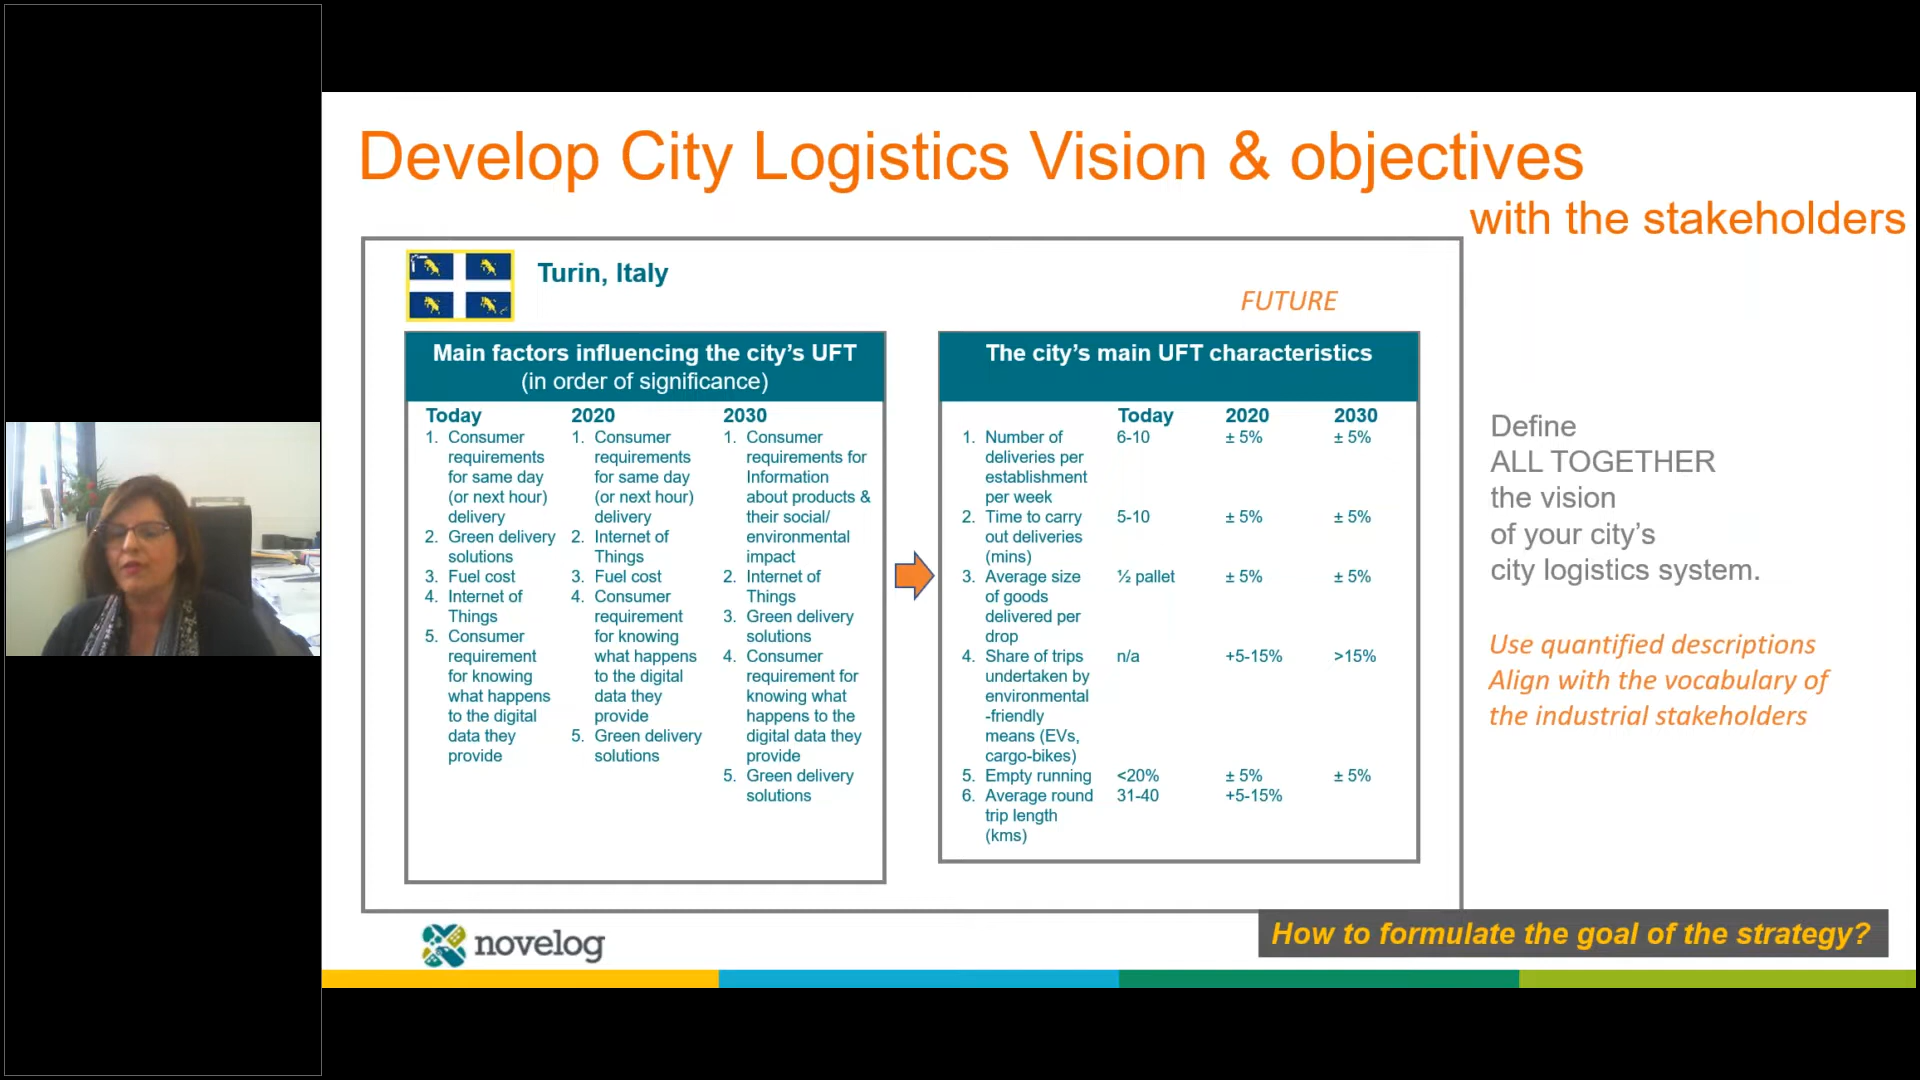 Develop City Logistics Vision & objectives
with the stakeholders
Turin, Italy
FUTURE
Main factors influencing the city's UFT
(in order of significance)
Today
1. Consumer
requirements
for same day
(or next hour)
delivery
2. Green delivery
solutions
3. Fuel cost
4. Internet of
Things
5. Consumer
requirement
for knowing
what happens
to the digital
data they
provide
2020
1. Consumer
requirements
for same day
(or next hour)
delivery
2. Internet of
Things
3. Fuel cost
4. Consumer
requirement
for knowing
what happens
to the digital
data they
provide
5. Green delivery
solutions
2030
1. Consumer
requirements for
Information
about products &
their social/
environmental
impact
2. Internet of
Things
3. Green delivery
solutions
4. Consumer
requirement for
knowing what
happens to the
digital data they
provide
5. Green delivery
solutions
The city's main UFT characteristics
Today 2020 2030
1. Number of 6-10 ± 5% ± 5%
deliveries per
establishment
per week
2. Time to carry 5-10 ± 5% ± 5%
out deliveries
(mins)
3. Average size ½ pallet ± 5% ± 5%
of goods
delivered per
drop
4. Share of trips n/a +5-15% >15%
undertaken by
environmental
-friendly
means (EVs,
cargo-bikes)
5. Empty running <20% ± 5% ± 5%
6. Average round 31-40 +5-15%
trip length
(kms)
Define
ALL TOGETHER
the vision
of your city's
city logistics system.
Use quantified descriptions
Align with the vocabulary of
the industrial stakeholders
novelog
How to formulate the goal of the strategy?